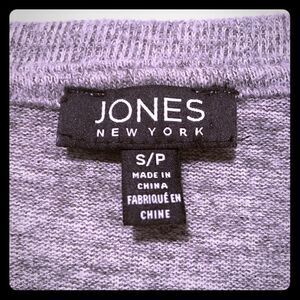 JONES
NEW YORK
S/P
MADE IN
CHINA
FABRIQUÉ EN
CHINE